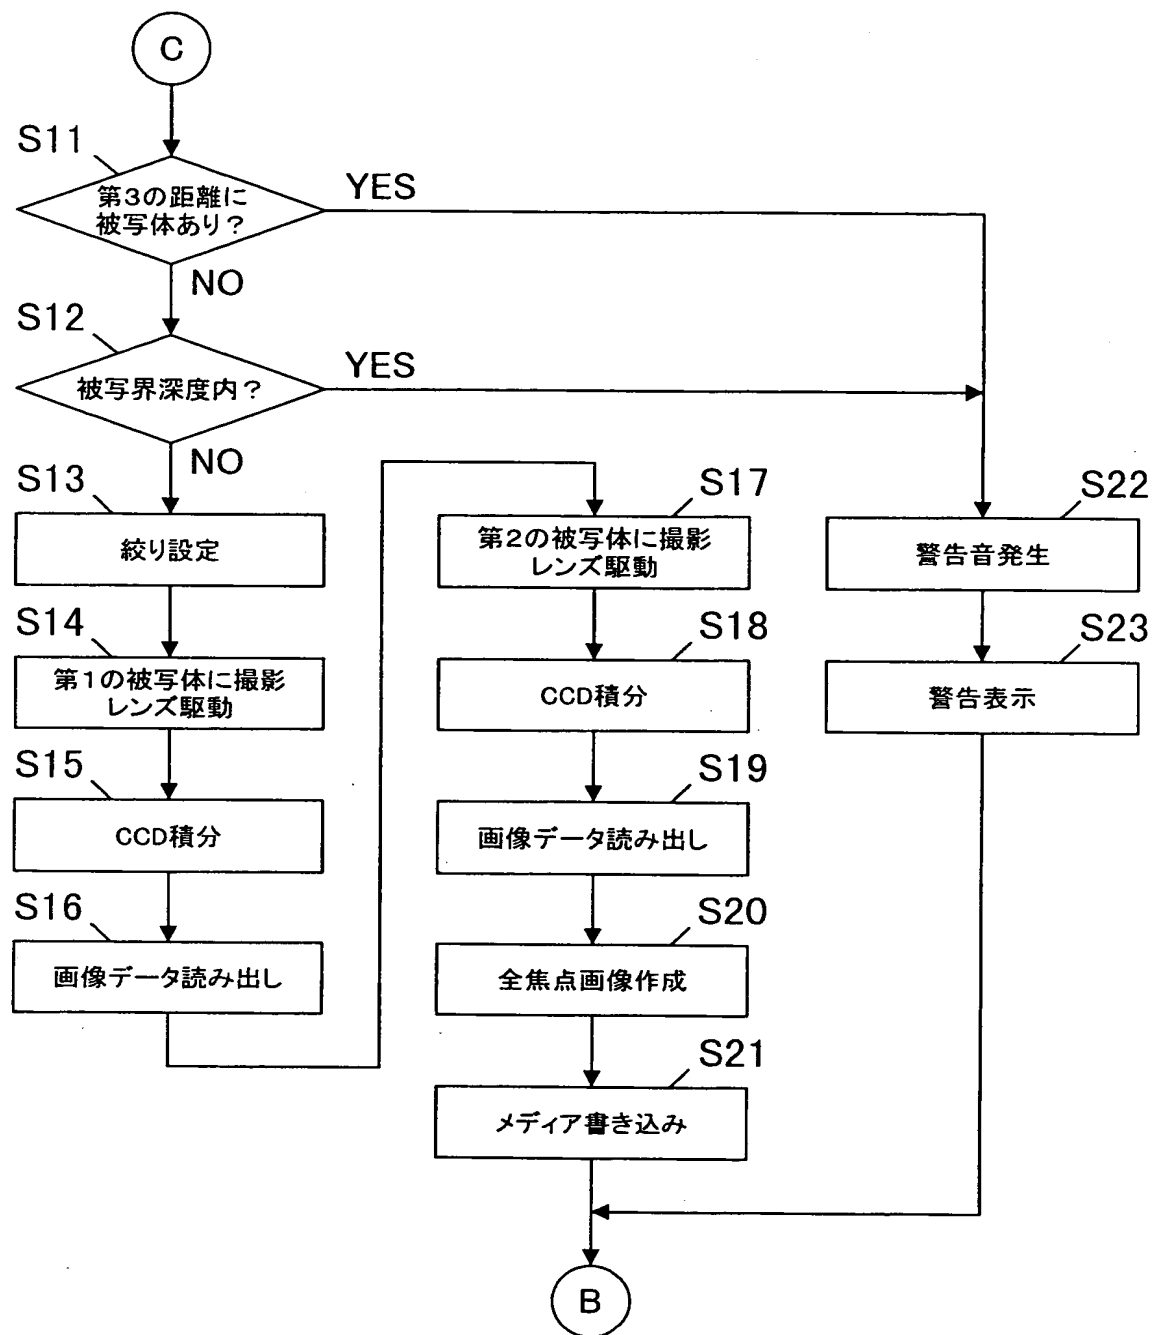 C
S11
第3の距離に
被写体あり？
YES
NO
S12
被写界深度内？
YES
NO
S13
絞り設定
S14
第1の被写体に撮影
レンズ駆動
S15
CCD積分
S16
画像データ読み出し
S17
第2の被写体に撮影
レンズ駆動
S18
CCD積分
S19
画像データ読み出し
S20
全焦点画像作成
S21
メディア書き込み
S22
警告音発生
S23
警告表示
B